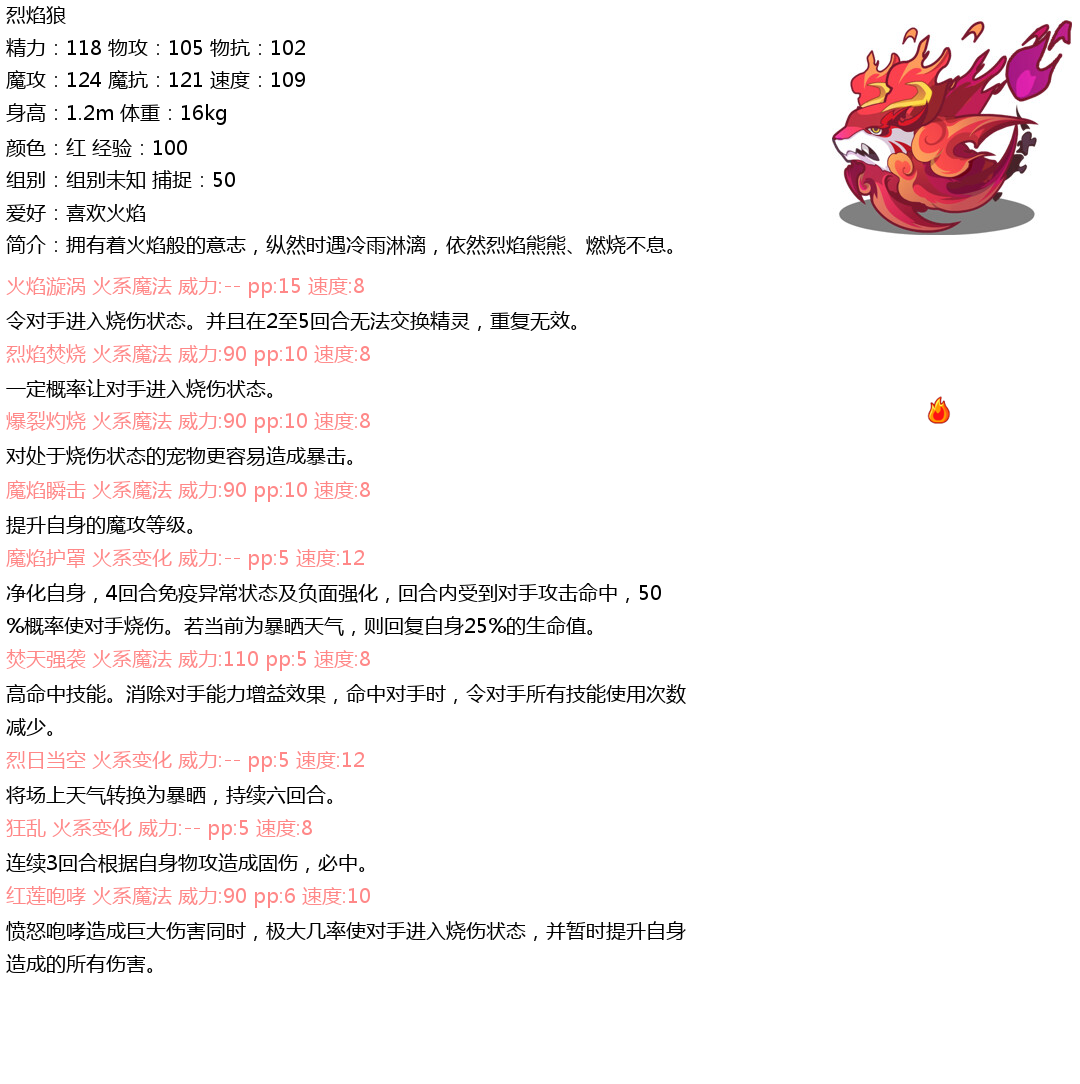 烈焰狼
精力：118 物攻：105 物抗：102
魔攻：124 魔抗：121 速度：109
身高：1.2m 体重：16kg
颜色：红 经验：100
组别：组别未知 捕捉：50
爱好：喜欢火焰
简介：拥有着火焰般的意志，纵然时遇冷雨淋漓，依然烈焰熊熊、燃烧不息。
火焰漩涡 火系魔法 威力:-- pp:15 速度:8
令对手进入烧伤状态。并且在2至5回合无法交换精灵，重复无效。
烈焰焚烧 火系魔法 威力:90 pp:10 速度:8
一定概率让对手进入烧伤状态。
爆裂灼烧 火系魔法 威力:90 pp:10 速度:8
对处于烧伤状态的宠物更容易造成暴击。
魔焰瞬击 火系魔法 威力:90 pp:10 速度:8
提升自身的魔攻等级。
魔焰护罩 火系变化 威力:-- pp:5 速度:12
净化自身，4回合免疫异常状态及负面强化，回合内受到对手攻击命中，50
%概率使对手烧伤。若当前为暴晒天气，则回复自身25%的生命值。
焚天强袭 火系魔法 威力:110 pp:5 速度:8
高命中技能。消除对手能力增益效果，命中对手时，令对手所有技能使用次数
减少。
烈日当空 火系变化 威力:-- pp:5 速度:12
将场上天气转换为暴晒，持续六回合。
狂乱 火系变化 威力:-- pp:5 速度:8
连续3回合根据自身物攻造成固伤，必中。
红莲咆哮 火系魔法 威力:90 pp:6 速度:10
愤怒咆哮造成巨大伤害同时，极大几率使对手进入烧伤状态，并暂时提升自身
造成的所有伤害。